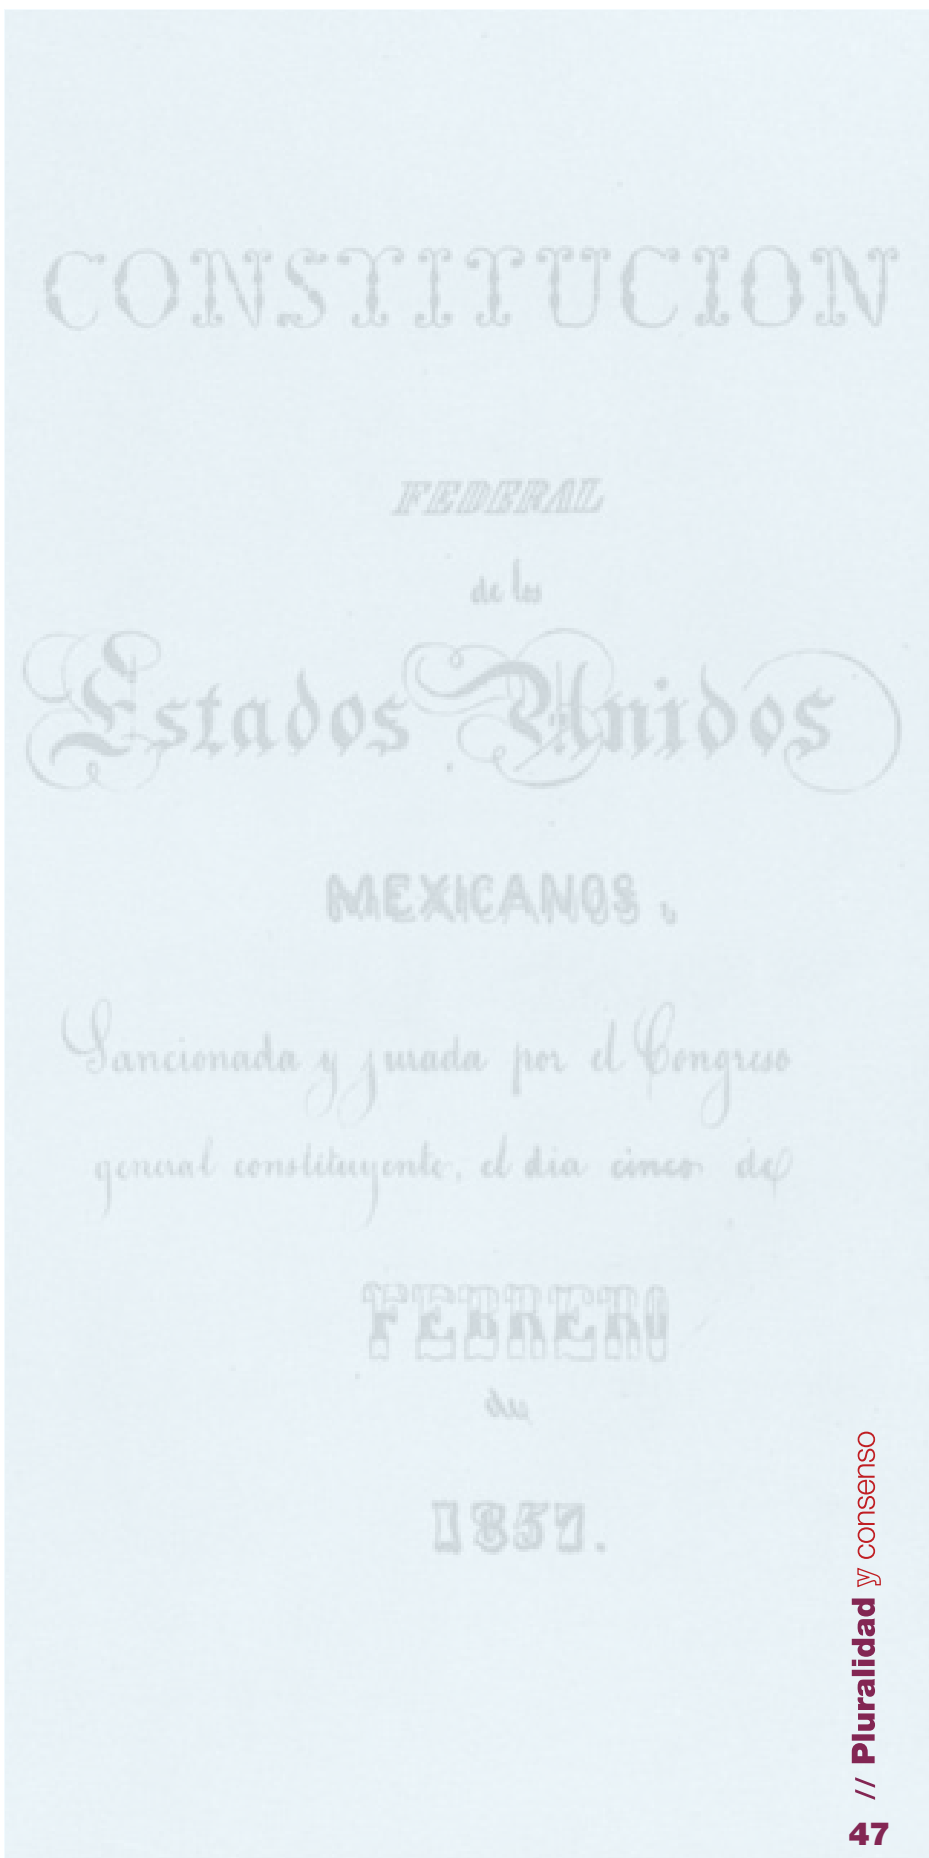 CONSTITUCION
FEDERAL
de los
Estados Unidos
MEXICANOS,
Sancionada y jurada por el Congreso
general constituyente, el dia cinco de
FEBRERO
de
1857.
47 // Pluralidad y consenso